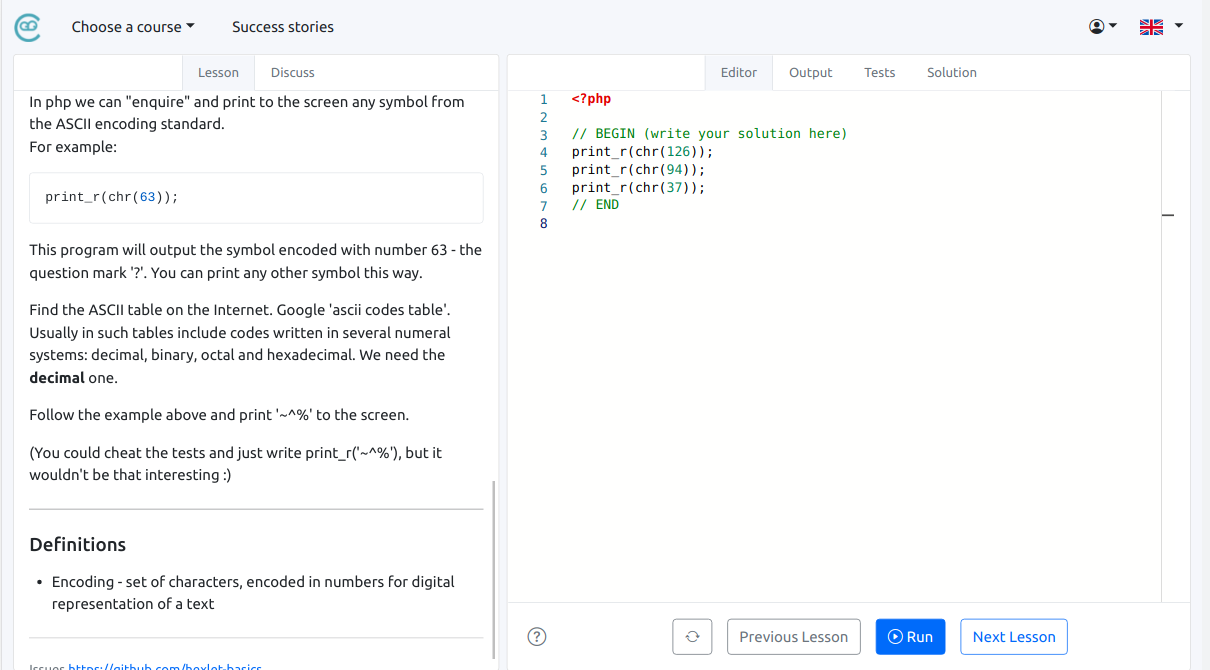 Choose a course
Success stories
Lesson
Discuss
Editor
Output
Tests
Solution
In php we can "enquire" and print to the screen any symbol from
the ASCII encoding standard.
For example:
print_r(chr(63));
This program will output the symbol encoded with number 63 - the
question mark '?'. You can print any other symbol this way.
Find the ASCII table on the Internet. Google 'ascii codes table'.
Usually in such tables include codes written in several numeral
systems: decimal, binary, octal and hexadecimal. We need the
decimal one.
Follow the example above and print '~^%' to the screen.
(You could cheat the tests and just write print_r('~^%'), but it
wouldn't be that interesting :)
Definitions
• Encoding - set of characters, encoded in numbers for digital
representation of a text
Issues https://github.com/hexlet-basics
1 <?php
2
3 // BEGIN (write your solution here)
4 print_r(chr(126));
5 print_r(chr(94));
6 print_r(chr(37));
7 // END
8
?
Previous Lesson
Run
Next Lesson